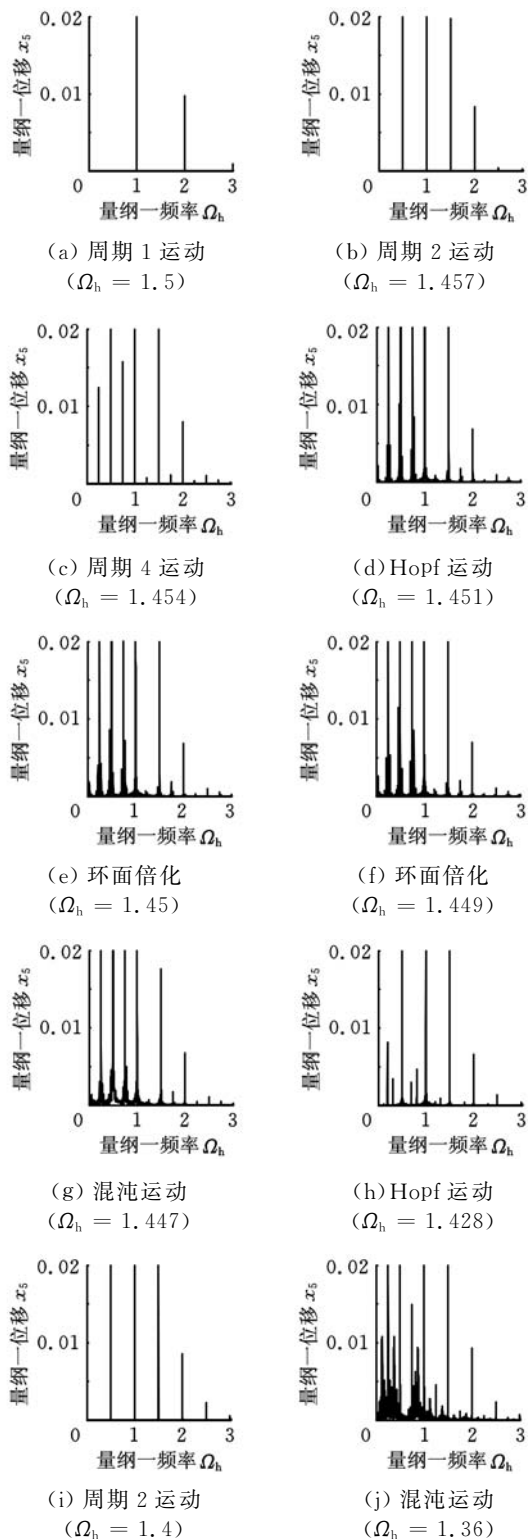 0.02
0.01
0
1
2
3
量纲一位移 x₅
量纲一频率 Ωₕ
(a) 周期 1 运动
(Ωₕ = 1.5)
0.02
0.01
0
1
2
3
量纲一位移 x₅
量纲一频率 Ωₕ
(b) 周期 2 运动
(Ωₕ = 1.457)
0.02
0.01
0
1
2
3
量纲一位移 x₅
量纲一频率 Ωₕ
(c) 周期 4 运动
(Ωₕ = 1.454)
0.02
0.01
0
1
2
3
量纲一位移 x₅
量纲一频率 Ωₕ
(d)Hopf 运动
(Ωₕ = 1.451)
0.02
0.01
0
1
2
3
量纲一位移 x₅
量纲一频率 Ωₕ
(e) 环面倍化
(Ωₕ = 1.45)
0.02
0.01
0
1
2
3
量纲一位移 x₅
量纲一频率 Ωₕ
(f) 环面倍化
(Ωₕ = 1.449)
0.02
0.01
0
1
2
3
量纲一位移 x₅
量纲一频率 Ωₕ
(g) 混沌运动
(Ωₕ = 1.447)
0.02
0.01
0
1
2
3
量纲一位移 x₅
量纲一频率 Ωₕ
(h)Hopf 运动
(Ωₕ = 1.428)
0.02
0.01
0
1
2
3
量纲一位移 x₅
量纲一频率 Ωₕ
(i) 周期 2 运动
(Ωₕ = 1.4)
0.02
0.01
0
1
2
3
量纲一位移 x₅
量纲一频率 Ωₕ
(j) 混沌运动
(Ωₕ = 1.36)